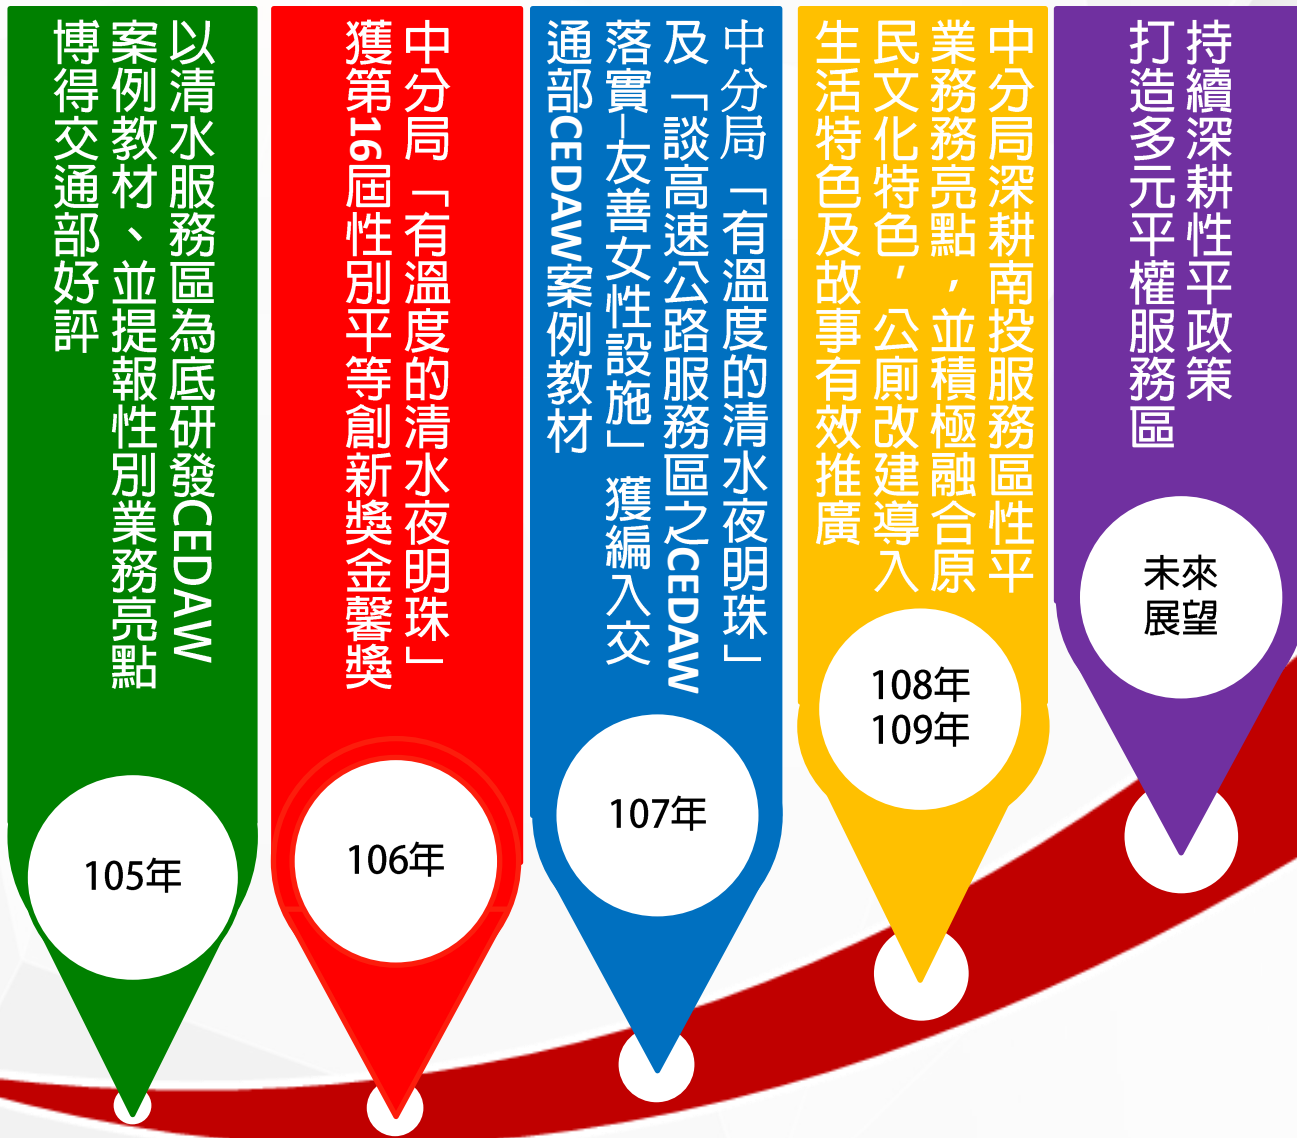 以清水服務區為底研發CEDAW
案例教材、並提報性別業務亮點
博得交通部好評
105年
中分局「有溫度的清水夜明珠」
獲第16屆性別平等創新獎金馨獎
106年
中分局「有溫度的清水夜明珠」
及「談高速公路服務區之CEDAW
落實–友善女性設施」獲編入交
通部CEDAW案例教材
107年
中分局深耕南投服務區性平
業務務亮點，並積極融合原
民文化特色，公廁改建導入
生活特色及故事有效推廣
108年
109年
持續深耕性平政策
打造多元平權服務區
未來
展望